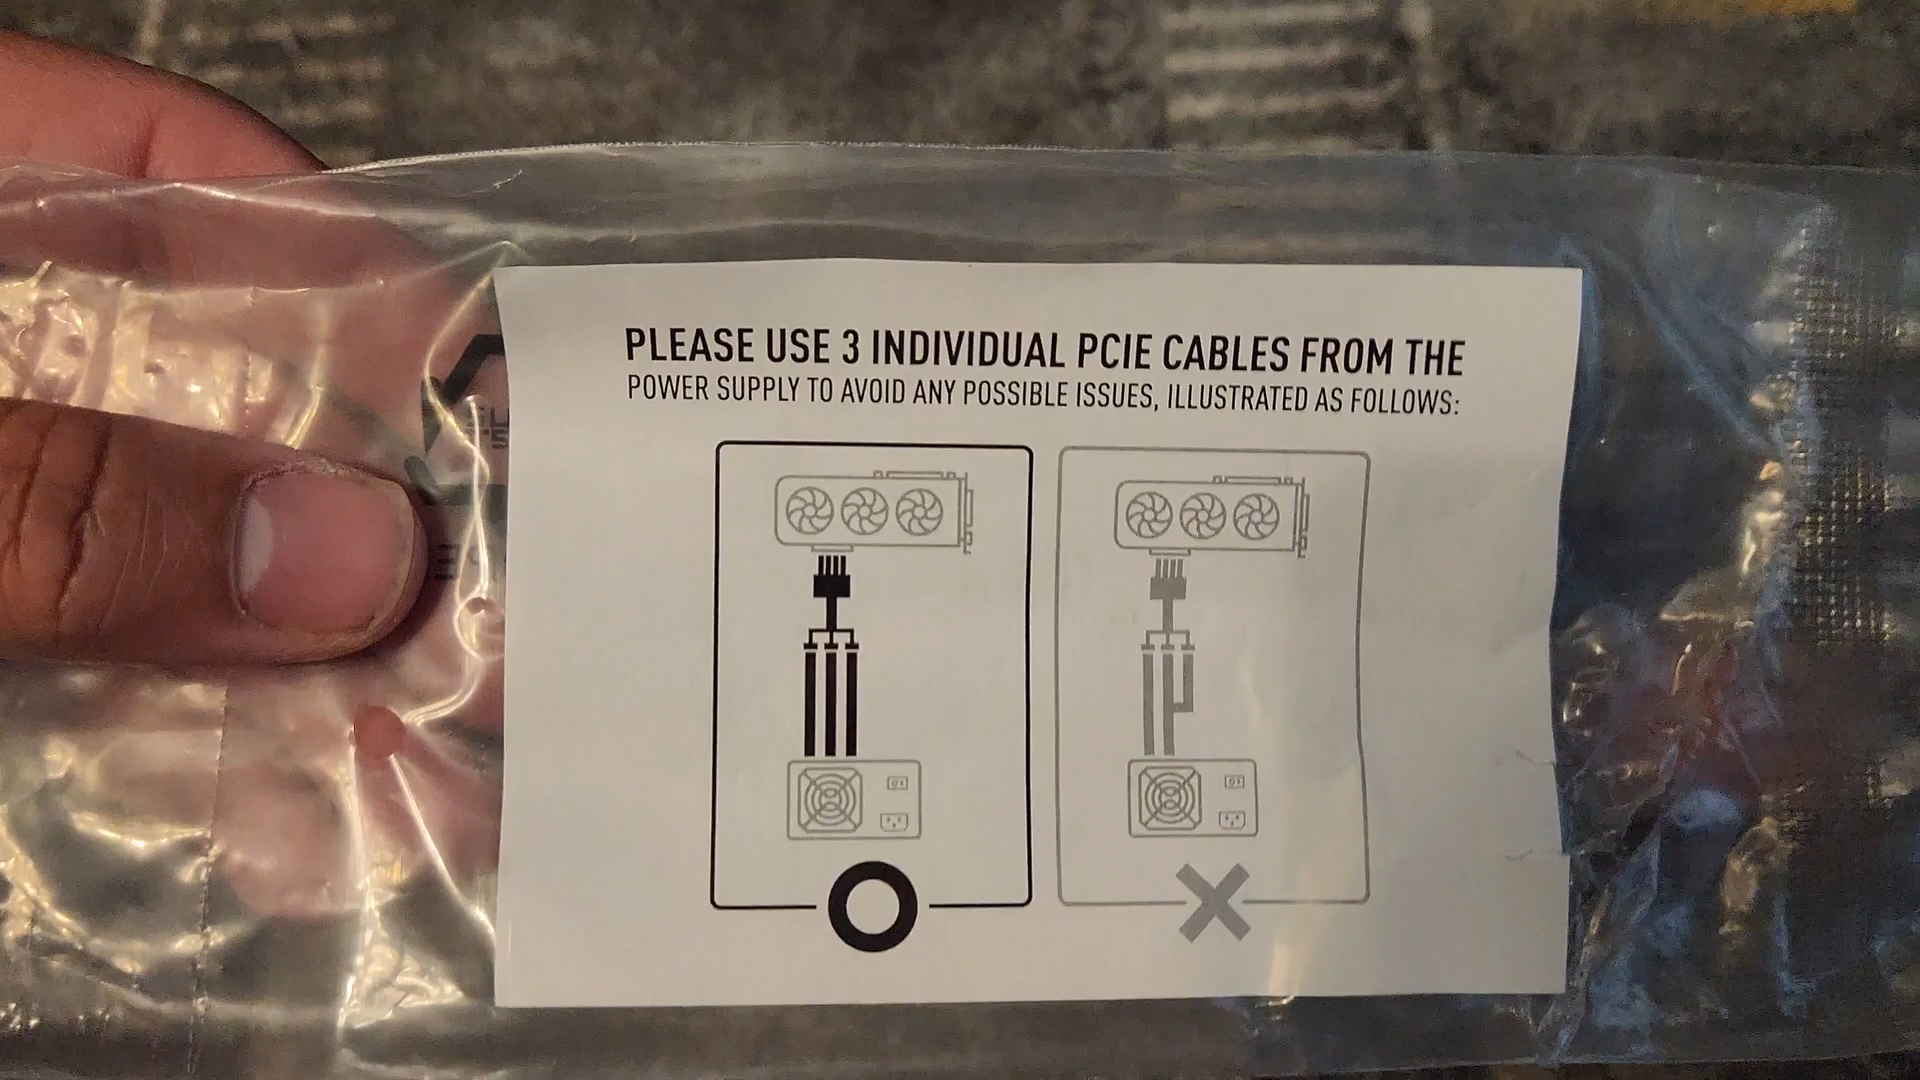 PLEASE USE 3 INDIVIDUAL PCIE CABLES FROM THE
POWER SUPPLY TO AVOID ANY POSSIBLE ISSUES, ILLUSTRATED AS FOLLOWS: